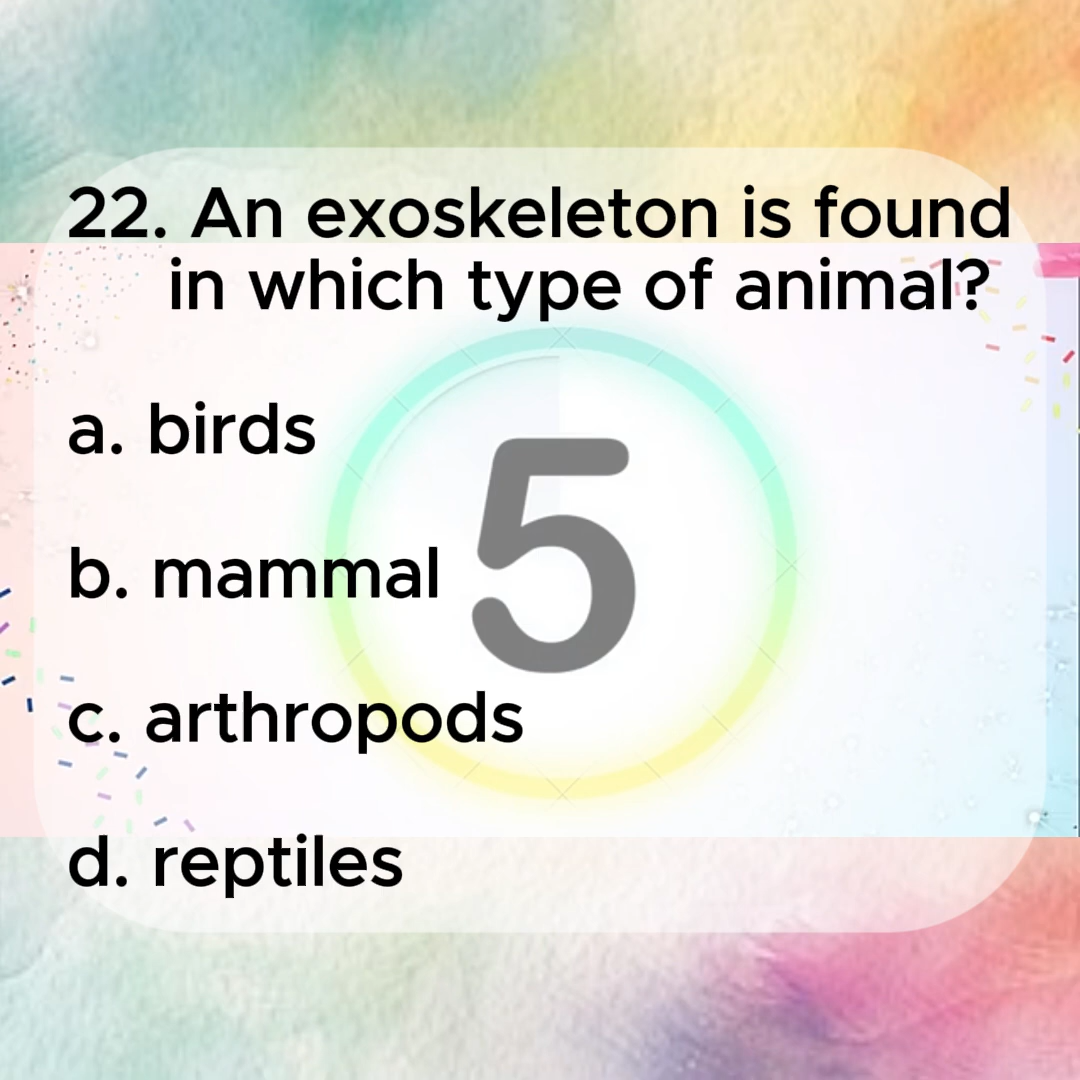 22. An exoskeleton is found
in which type of animal?
a. birds
5
b. mammal
c. arthropods
d. reptiles